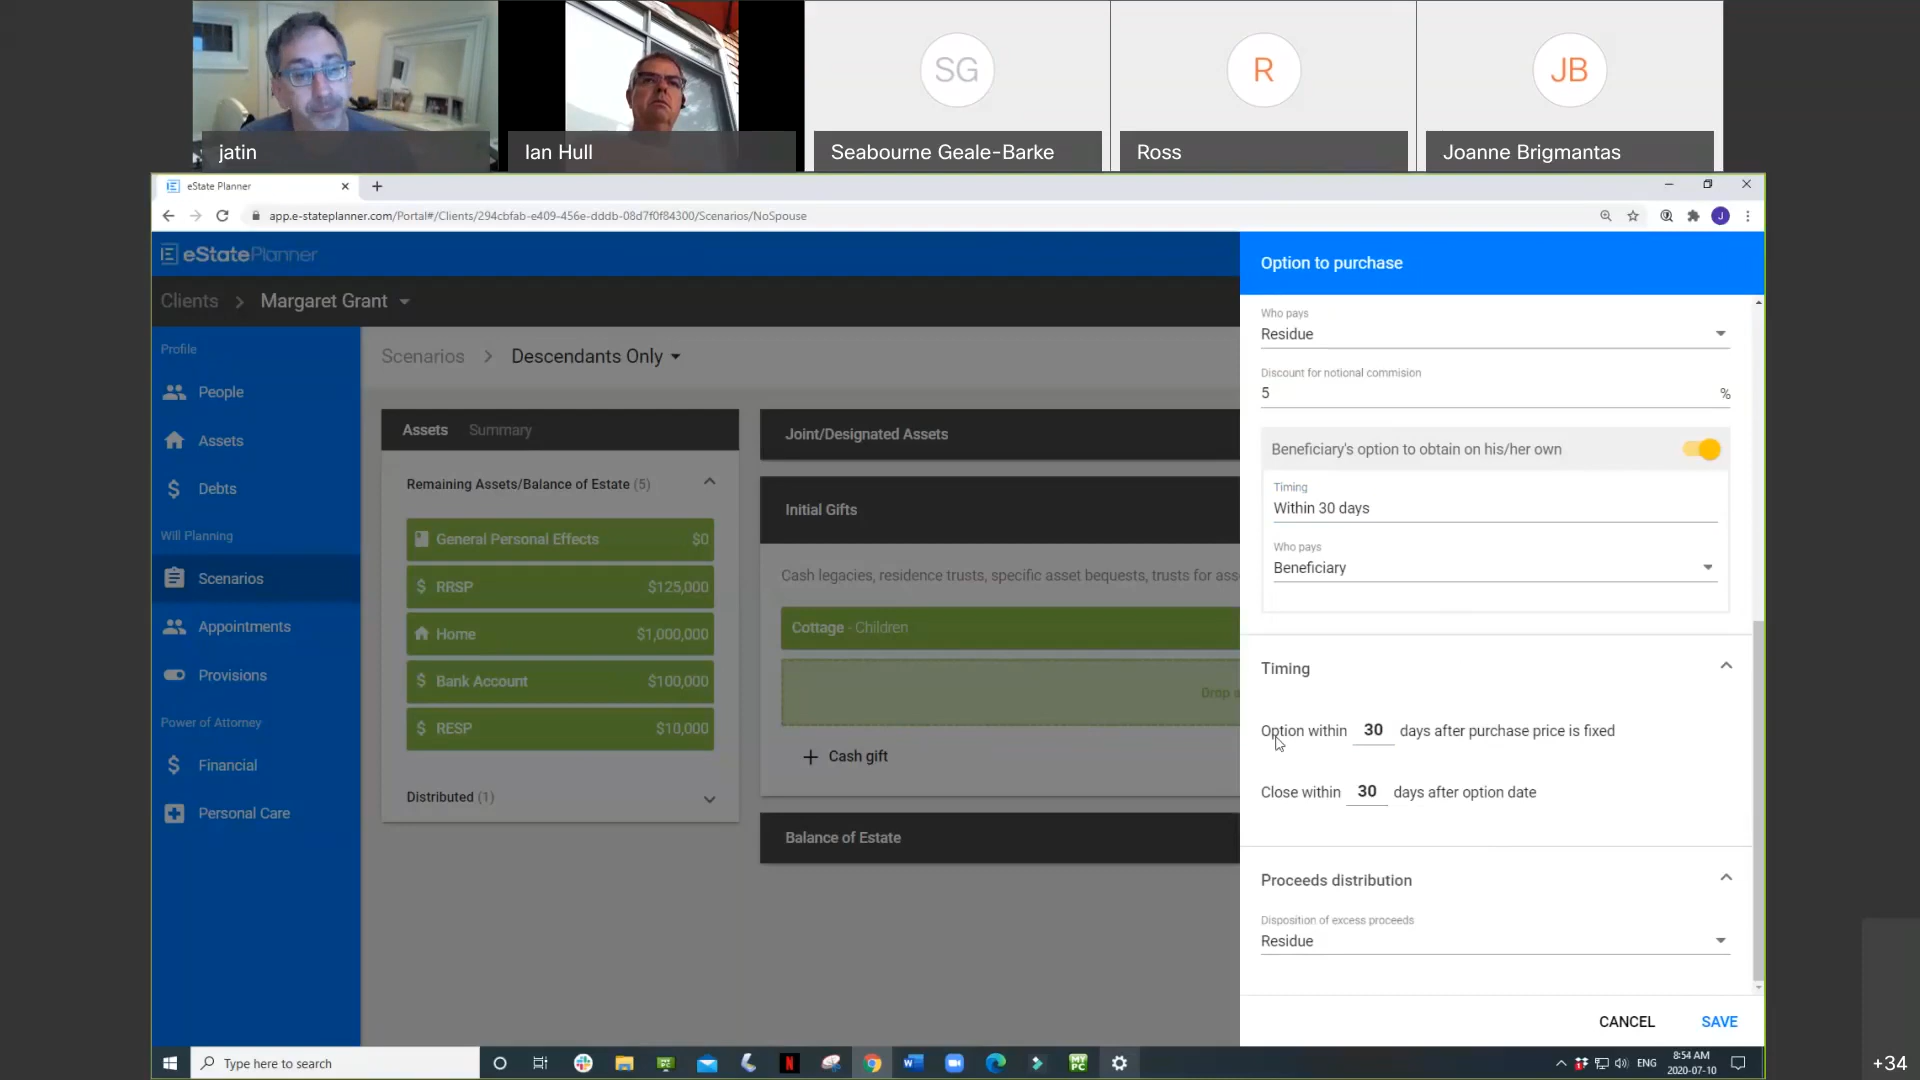 SG
R
JB
jatin
Ian Hull
Seabourne Geale-Barke
Ross
Joanne Brigmantas
eState Planner
app.e-stateplanner.com/Portal#/Clients/294cbfab-e409-456e-dddb-08d7f0f84300/Scenarios/NoSpouse
J
eStatePlanner
Clients > Margaret Grant
Profile
People
Assets
Debts
Will Planning
Scenarios
Appointments
Provisions
Power of Attorney
Financial
Personal Care
Scenarios > Descendants Only
Assets Summary
Remaining Assets/Balance of Estate (5)
General Personal Effects $0
$ RRSP $125,000
Home $1,000,000
$ Bank Account $100,000
$ RESP $10,000
Distributed (1)
Joint/Designated Assets
Initial Gifts
Cash legacies, residence trusts, specific asset bequests, trusts for ass
Cottage - Children
Drop a
+ Cash gift
Balance of Estate
Option to purchase
Who pays
Residue
Discount for notional commision
5 %
Beneficiary's option to obtain on his/her own
Timing
Within 30 days
Who pays
Beneficiary
Timing
Option within 30 days after purchase price is fixed
Close within 30 days after option date
Proceeds distribution
Disposition of excess proceeds
Residue
CANCEL SAVE
Type here to search
ENG
8:54 AM
2020-07-10
+34